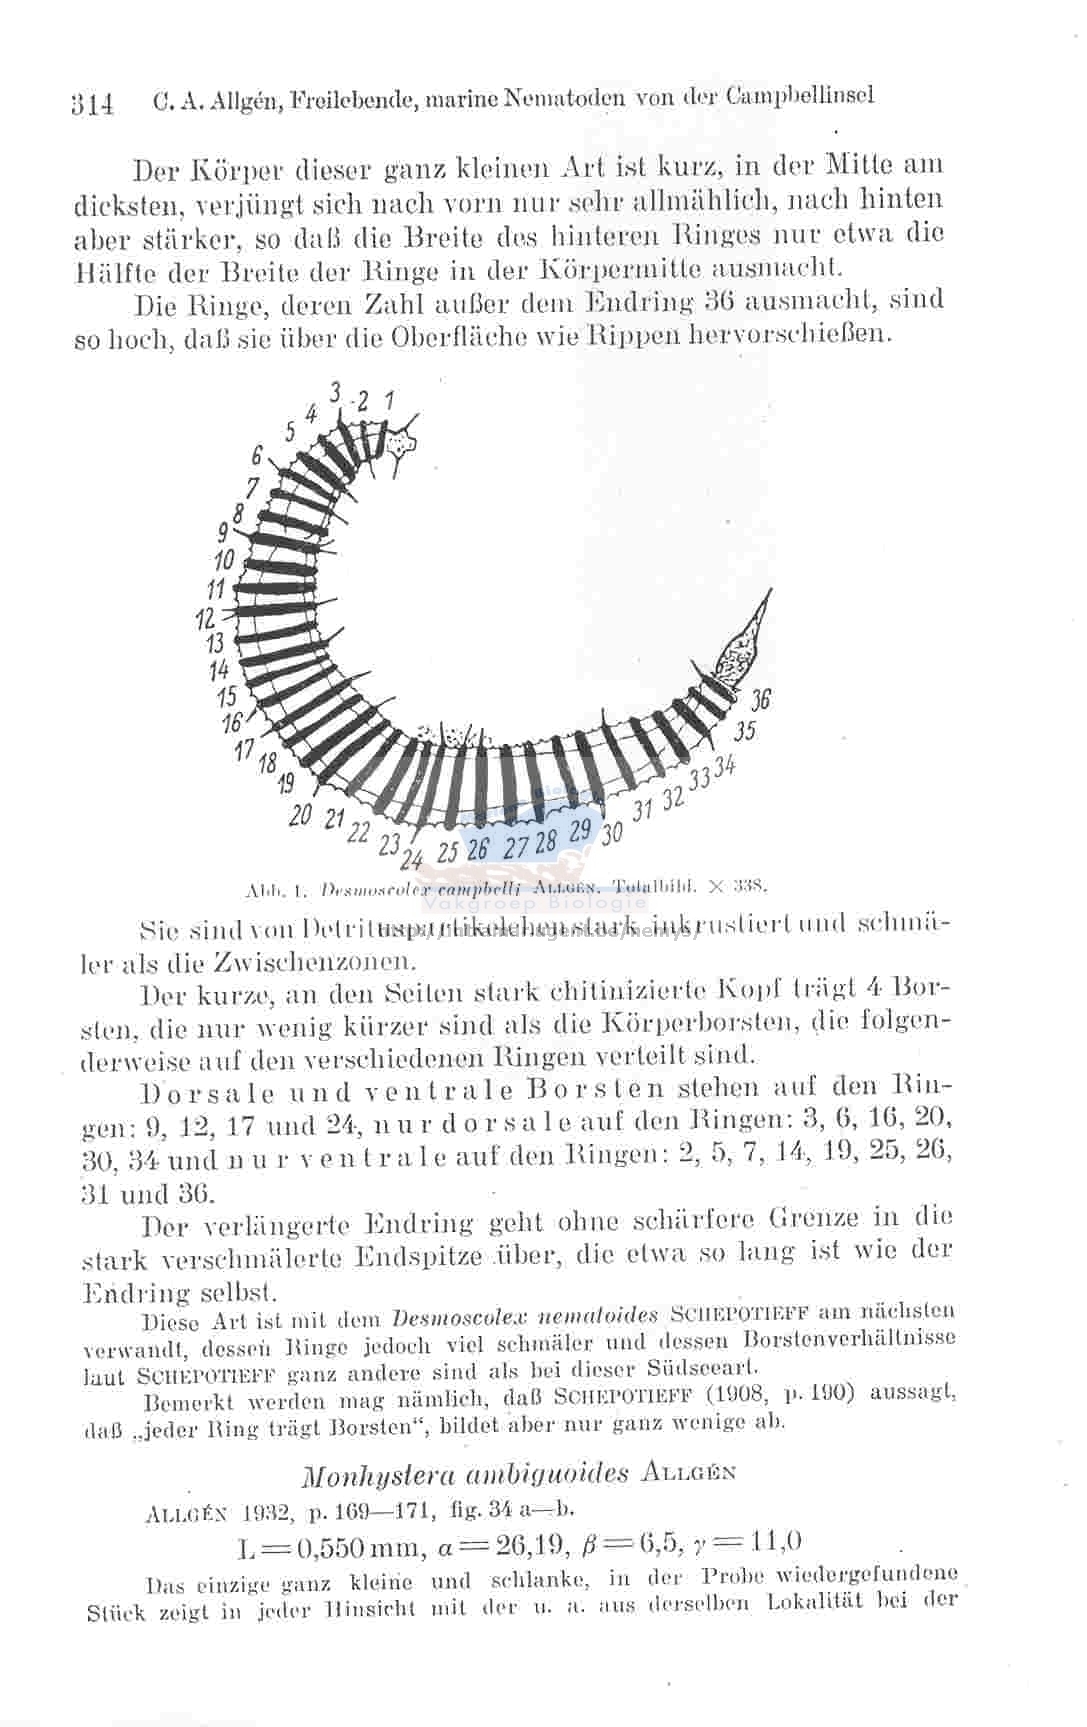 314 C. A. Allgén, Freilebende, marine Nematoden von der Campbellinsel
Der Körper dieser ganz kleinen Art ist kurz, in der Mitte am
dicksten, verjüngt sich nach vorn nur sehr allmählich, nach hinten
aber stärker, so daß die Breite des hinteren Ringes nur etwa die
Hälfte der Breite der Ringe in der Körpermitte ausmacht.
Die Ringe, deren Zahl außer dem Endring 36 ausmacht, sind
so hoch, daß sie über die Oberfläche wie Rippen hervorschießen.
1
2
3
4
5
6
7
8
9
10
11
12
13
14
15
16
17
18
19
20
21
22
23
24
25
26
27
28
29
30
31
32
33
34
35
36
Abb. 1. Desmoscolex campbelli ALLGÉN. Totalbild. × 338.
Vakgroep Biologie
Sie sind von Detrituspartikelchen stark inkrustiert und schmä-
ler als die Zwischenzonen.
Der kurze, an den Seiten stark chitinizierte Kopf trägt 4 Bor-
sten, die nur wenig kürzer sind als die Körperborsten, die folgen-
derweise auf den verschiedenen Ringen verteilt sind.
Dorsale und ventrale Borsten stehen auf den Rin-
gen: 9, 12, 17 und 24, nur dorsale auf den Ringen: 3, 6, 16, 20,
30, 34 und nur ventrale auf den Ringen: 2, 5, 7, 14, 19, 25, 26,
31 und 36.
Der verlängerte Endring geht ohne schärfere Grenze in die
stark verschmälerte Endspitze über, die etwa so lang ist wie der
Endring selbst.
Diese Art ist mit dem Desmoscolex nematoides SCHEPOTIEFF am nächsten
verwandt, dessen Ringe jedoch viel schmäler und dessen Borstenverhältnisse
laut SCHEPOTIEFF ganz andere sind als bei dieser Südseeart.
Bemerkt werden mag nämlich, daß SCHEPOTIEFF (1908, p. 190) aussagt,
daß „jeder Ring trägt Borsten“, bildet aber nur ganz wenige ab.
Monhystera ambiguoides ALLGÉN
ALLGÉN 1932, p. 169—171, fig. 34 a—b.
L = 0,550 mm, α = 26,19, β = 6,5, γ = 11,0
Das einzige ganz kleine und schlanke, in der Probe wiedergefundene
Stück zeigt in jeder Hinsicht mit der u. a. aus derselben Lokalität bei der